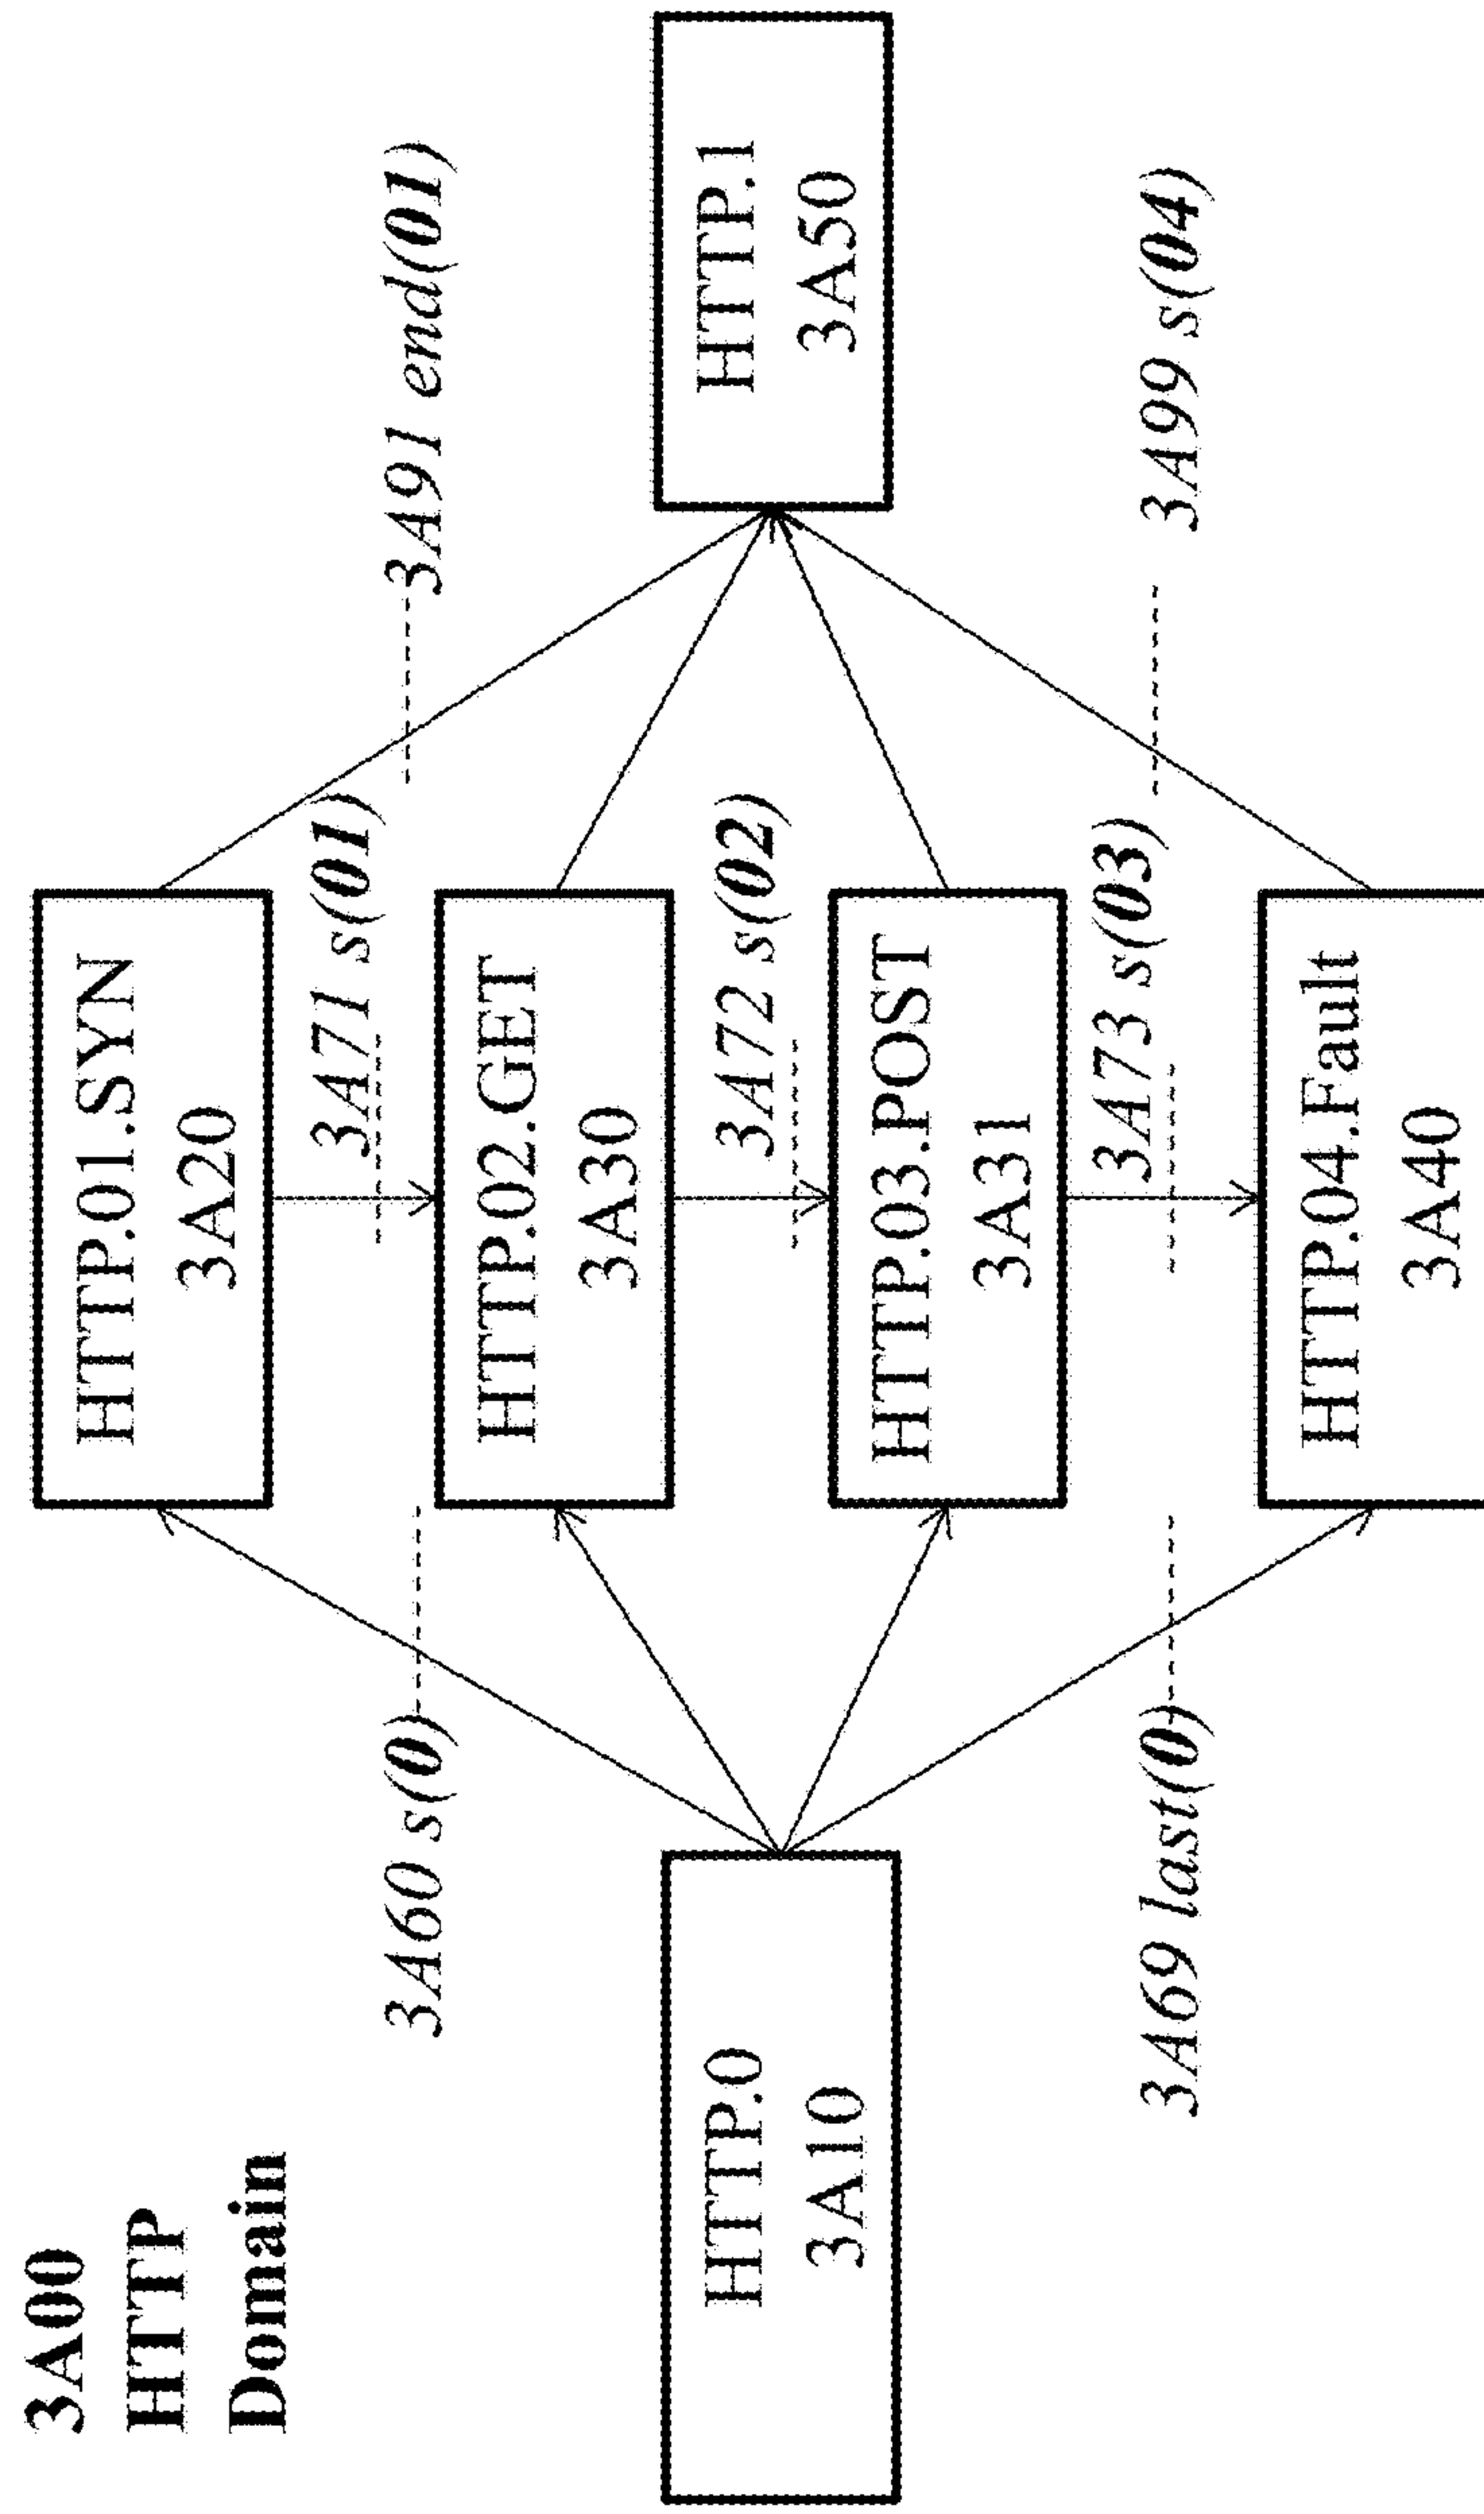 3A00
HTTP
Domain
HTTP.0
3A10
3A60 s(0)
3A69 last(0)
HTTP.01.SYN
3A20
3A71 s(01)
HTTP.02.GET
3A30
3A72 s(02)
HTTP.03.POST
3A31
3A73 s(03)
HTTP.04.Fault
3A40
3A91 end(01)
3A99 s(04)
HTTP.1
3A50